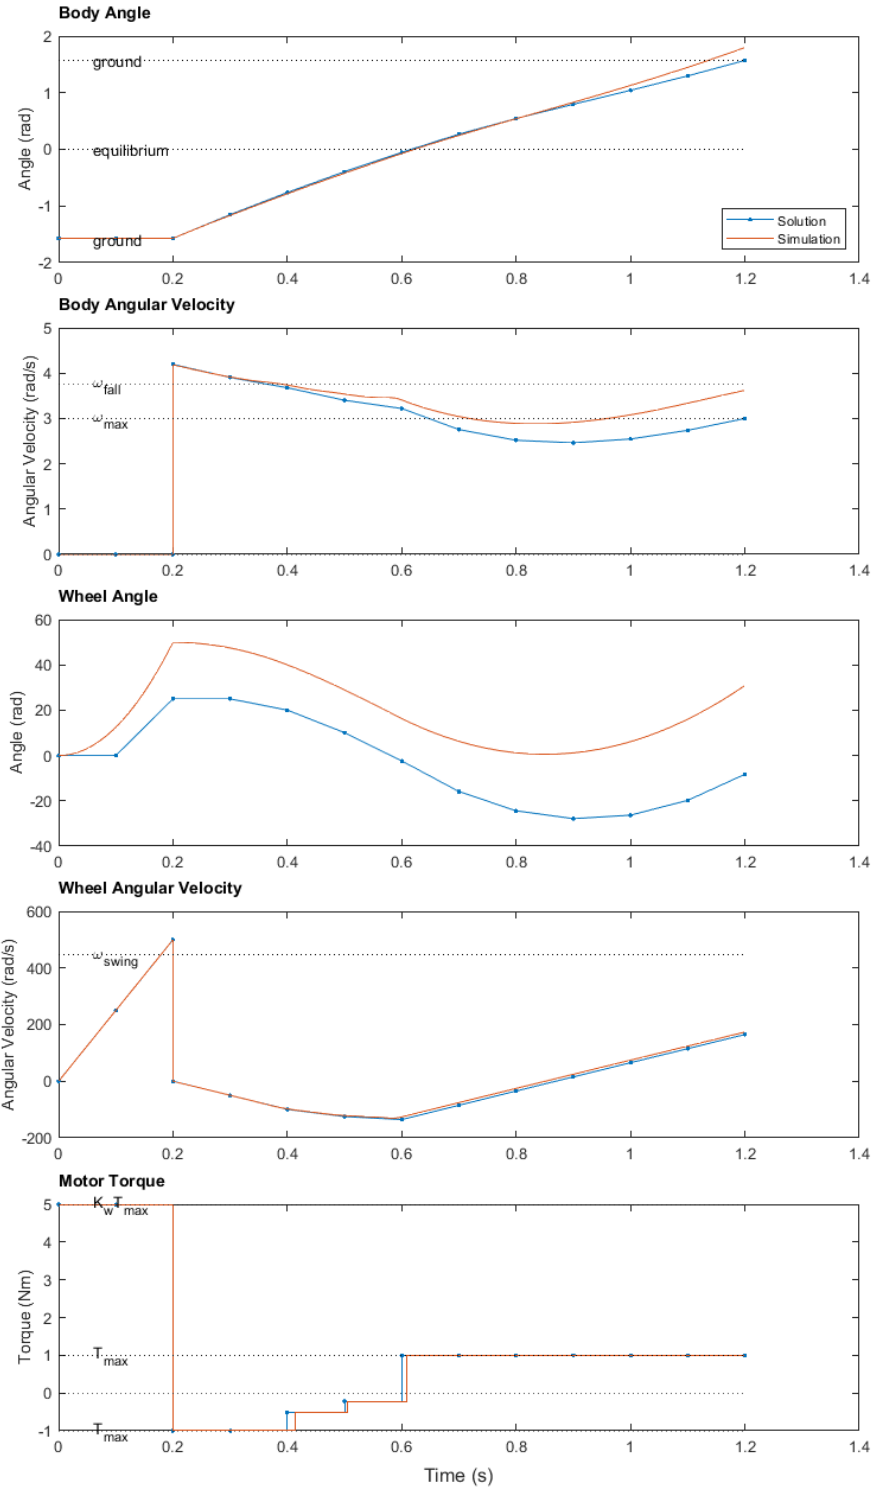 Body Angle
2
1
0
-1
-2
Angle (rad)
ground
equilibrium
ground
Solution
Simulation
0 0.2 0.4 0.6 0.8 1 1.2 1.4
Body Angular Velocity
5
4
3
2
1
0
Angular Velocity (rad/s)
ω_fall
ω_max
0 0.2 0.4 0.6 0.8 1 1.2 1.4
Wheel Angle
60
40
20
0
-20
-40
Angle (rad)
0 0.2 0.4 0.6 0.8 1 1.2 1.4
Wheel Angular Velocity
600
400
200
0
-200
Angular Velocity (rad/s)
ω_swing
0 0.2 0.4 0.6 0.8 1 1.2 1.4
Motor Torque
5
4
3
2
1
0
-1
Torque (Nm)
K_wT_max
T_max
T_max
0 0.2 0.4 0.6 0.8 1 1.2 1.4
Time (s)